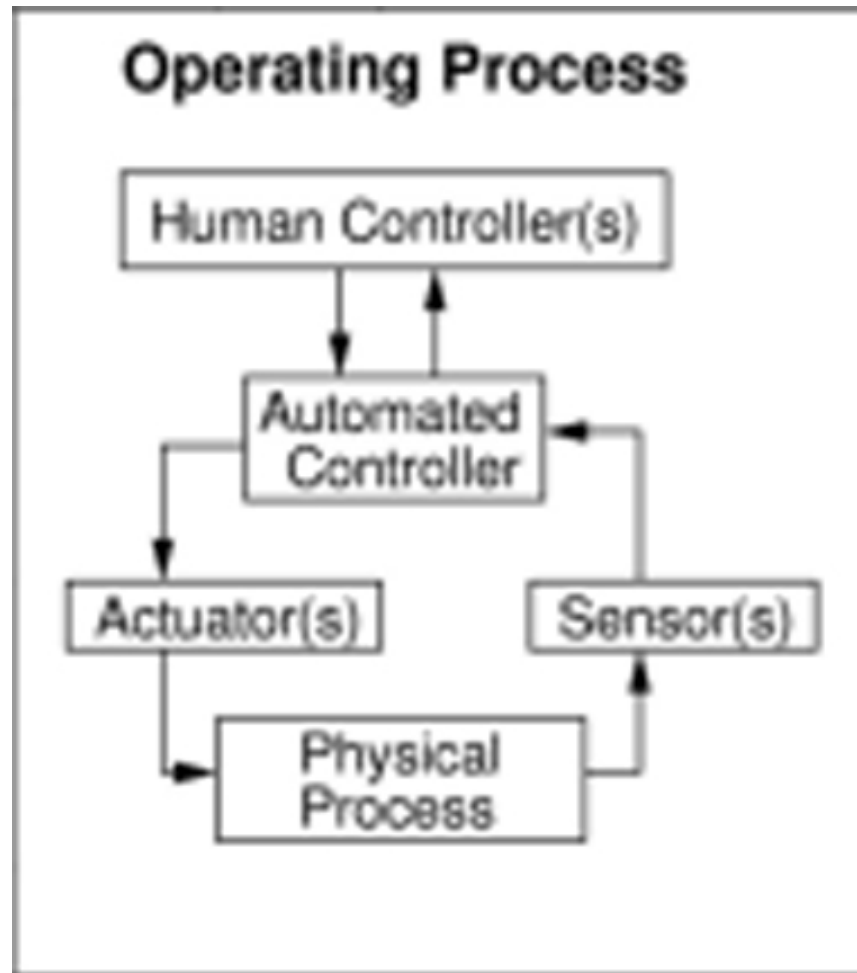 Operating Process
Human Controller(s)
Automated
Controller
Actuator(s)
Sensor(s)
Physical
Process